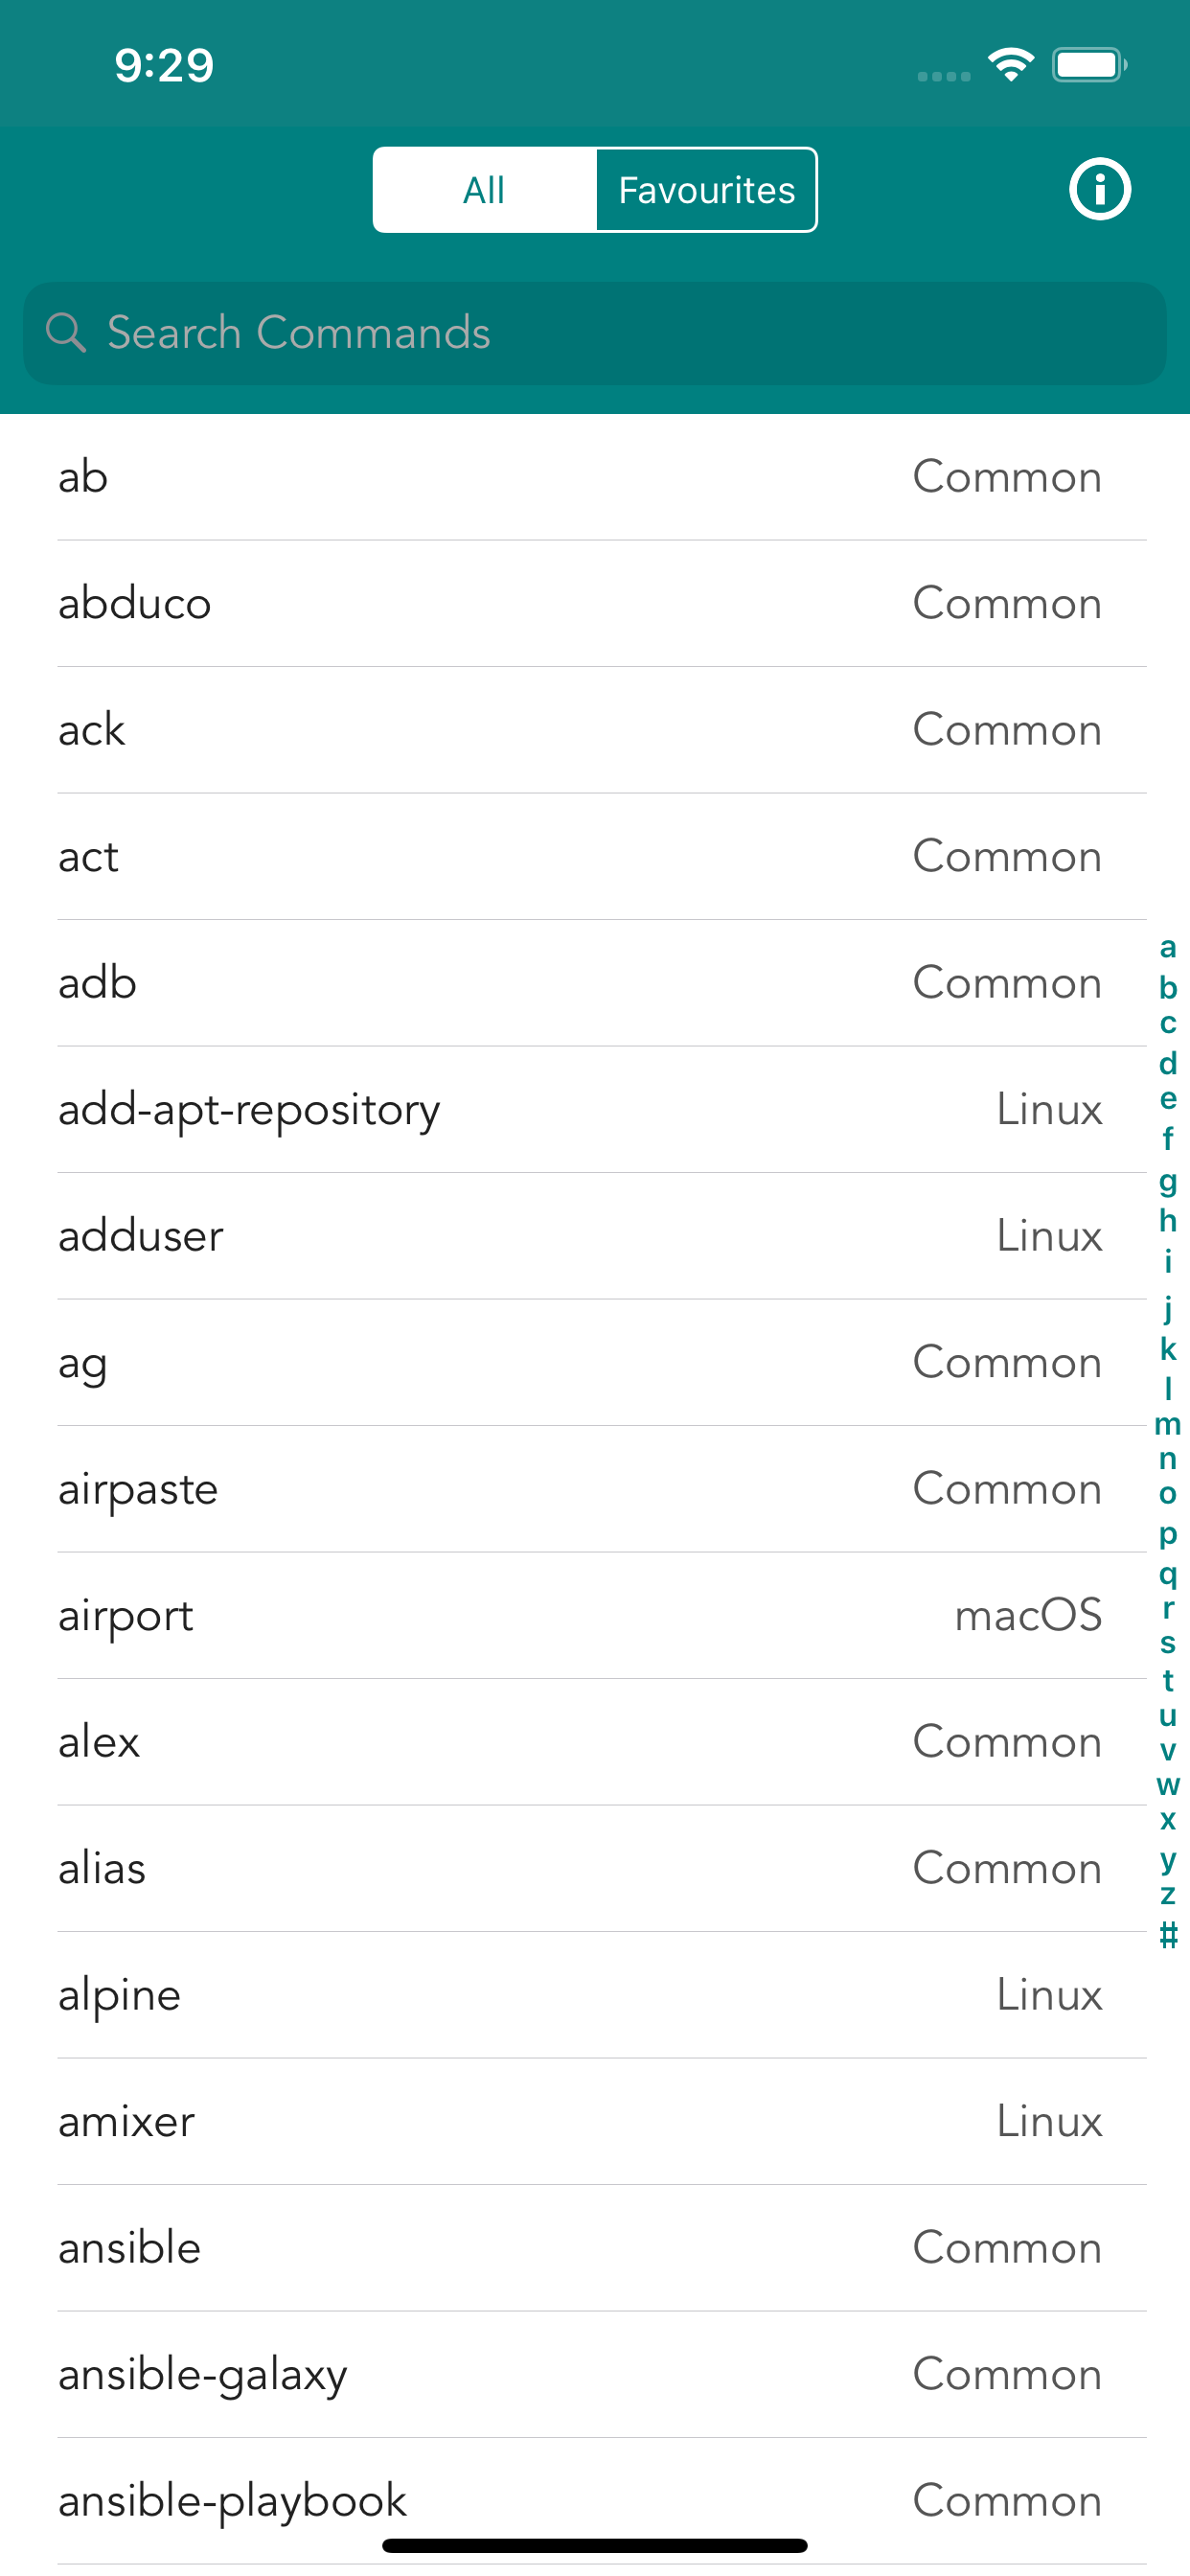 9:29
All Favourites
Search Commands
ab Common
abduco Common
ack Common
act Common
adb Common
add-apt-repository Linux
adduser Linux
ag Common
airpaste Common
airport macOS
alex Common
alias Common
alpine Linux
amixer Linux
ansible Common
ansible-galaxy Common
ansible-playbook Common
a
b
c
d
e
f
g
h
i
j
k
l
m
n
o
p
q
r
s
t
u
v
w
x
y
z
#